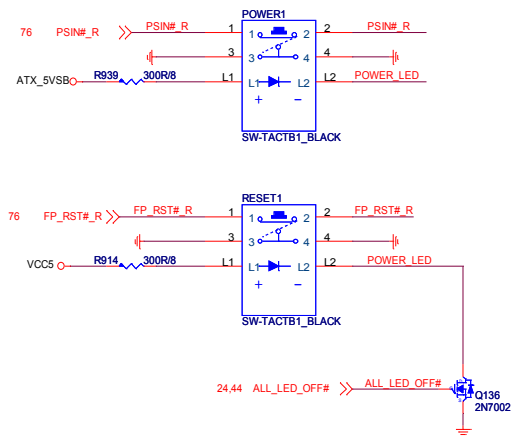 POWER1
76 PSIN#_R PSIN#_R 1 1 2 2 PSIN#_R
3 3 4 4
ATX_5VSB R939 300R/8 L1 L1 L2 L2 POWER_LED
+ −
SW-TACTB1_BLACK
RESET1
76 FP_RST#_R FP_RST#_R 1 1 2 2 FP_RST#_R
3 3 4 4
VCC5 R914 300R/8 L1 L1 L2 L2 POWER_LED
+ −
SW-TACTB1_BLACK
24,44 ALL_LED_OFF# ALL_LED_OFF# Q136
2N7002